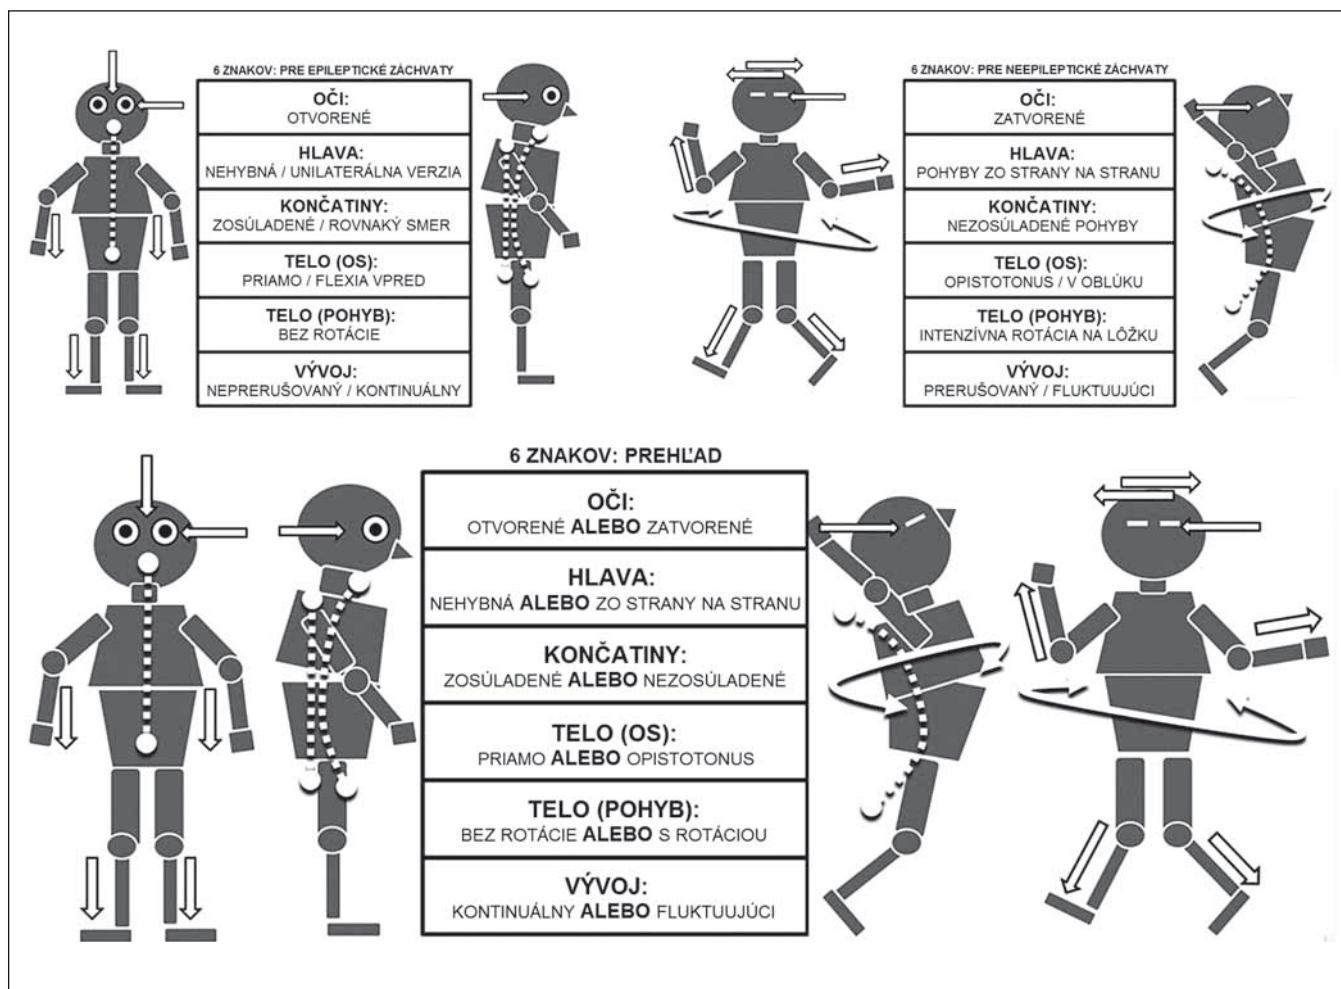 6 ZNAKOV: PRE EPILEPTICKÉ ZÁCHVATY
OČI:
OTVORENÉ
HLAVA:
NEHYBNÁ / UNILATERÁLNA VERZIA
KONČATINY:
ZOSÚLADENÉ / ROVNAKÝ SMER
TELO (OS):
PRIAMO / FLEXIA VPRED
TELO (POHYB):
BEZ ROTÁCIE
VÝVOJ:
NEPRERUŠOVANÝ / KONTINUÁLNY
6 ZNAKOV: PRE NEEPILEPTICKÉ ZÁCHVATY
OČI:
ZATVORENÉ
HLAVA:
POHYBY ZO STRANY NA STRANU
KONČATINY:
NEZOSÚLADENÉ POHYBY
TELO (OS):
OPISTOTONUS / V OBLÚKU
TELO (POHYB):
INTENZÍVNA ROTÁCIA NA LÔŽKU
VÝVOJ:
PRERUŠOVANÝ / FLUKTUUJÚCI
6 ZNAKOV: PREHĽAD
OČI:
OTVORENÉ ALEBO ZATVORENÉ
HLAVA:
NEHYBNÁ ALEBO ZO STRANY NA STRANU
KONČATINY:
ZOSÚLADENÉ ALEBO NEZOSÚLADENÉ
TELO (OS):
PRIAMO ALEBO OPISTOTONUS
TELO (POHYB):
BEZ ROTÁCIE ALEBO S ROTÁCIOU
VÝVOJ:
KONTINUÁLNY ALEBO FLUKTUUJÚCI